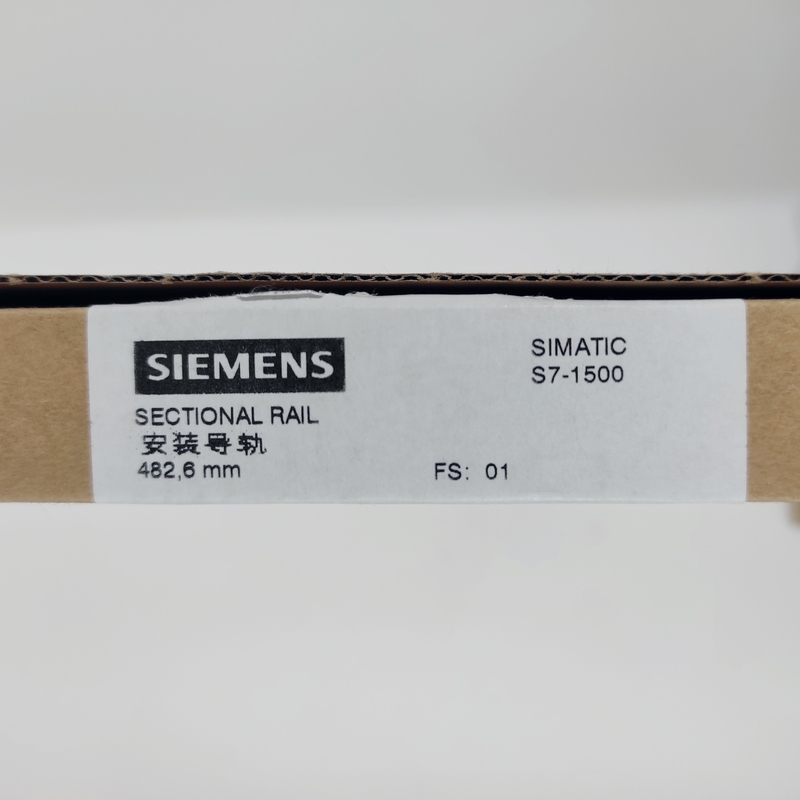 SIEMENS
SIMATIC
S7-1500
SECTIONAL RAIL
安装导轨
482,6 mm
FS: 01